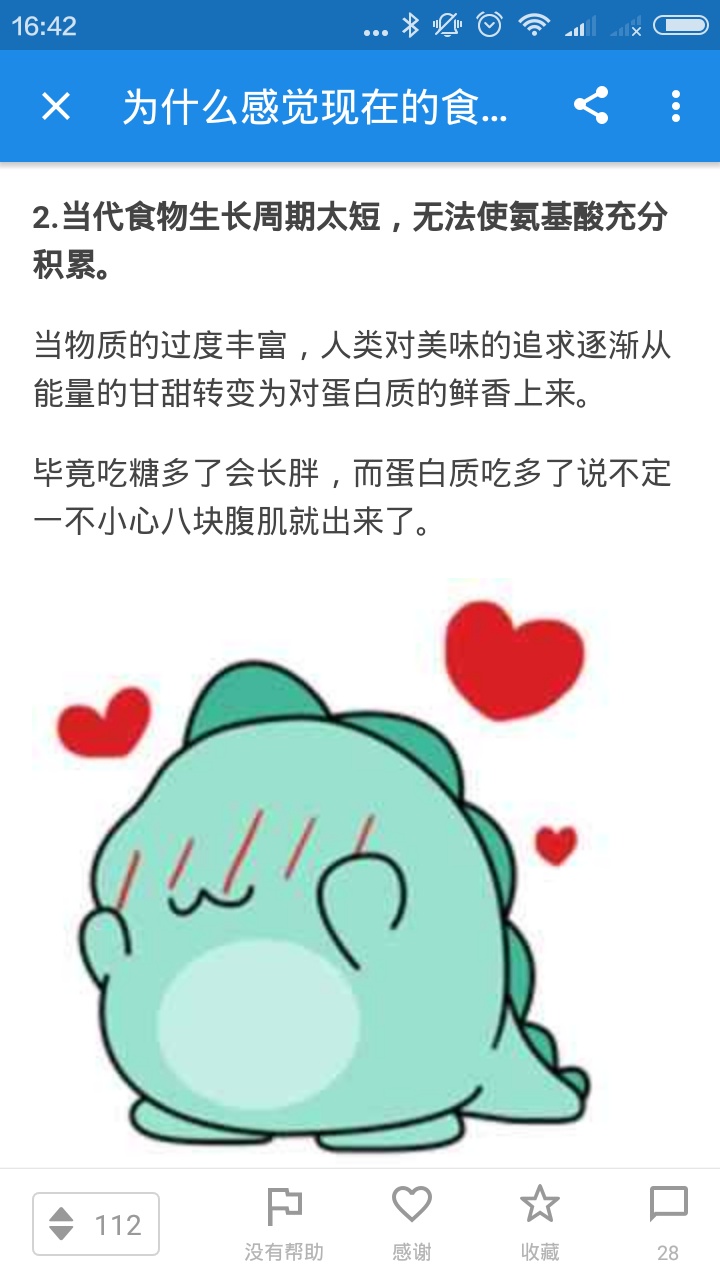 16:42
为什么感觉现在的食...
2.当代食物生长周期太短，无法使氨基酸充分
积累。
当物质的过度丰富，人类对美味的追求逐渐从
能量的甘甜转变为对蛋白质的鲜香上来。
毕竟吃糖多了会长胖，而蛋白质吃多了说不定
一不小心八块腹肌就出来了。
112
没有帮助
感谢
收藏
28